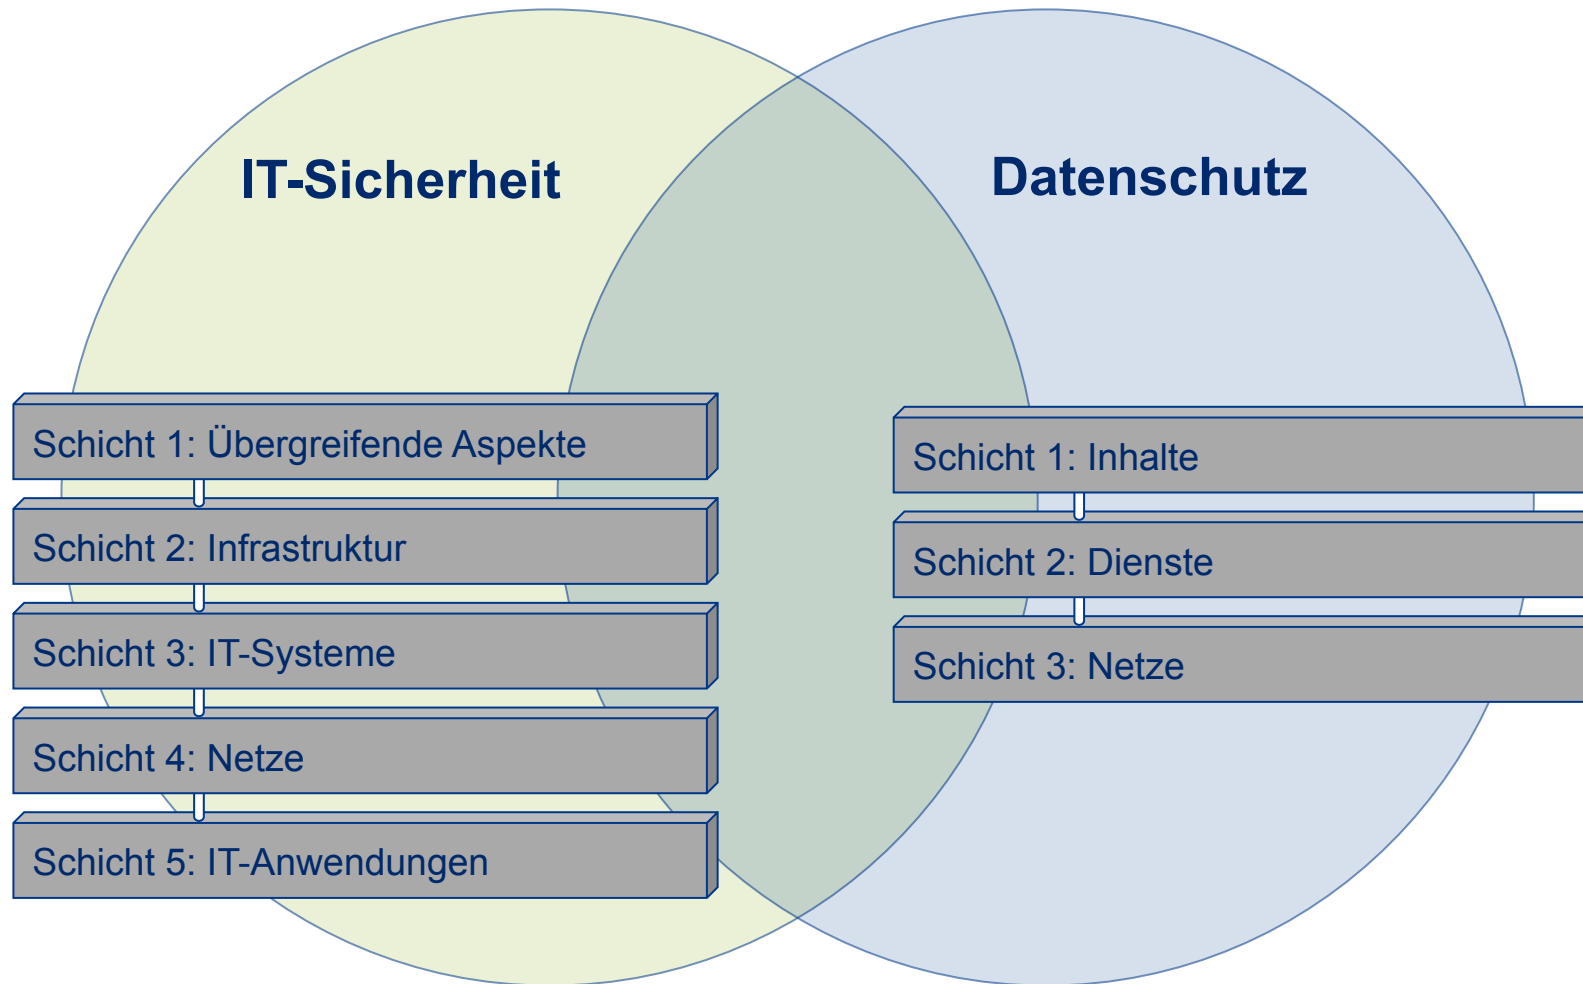 IT-Sicherheit
Datenschutz
Schicht 1: Übergreifende Aspekte
Schicht 2: Infrastruktur
Schicht 3: IT-Systeme
Schicht 4: Netze
Schicht 5: IT-Anwendungen
Schicht 1: Inhalte
Schicht 2: Dienste
Schicht 3: Netze